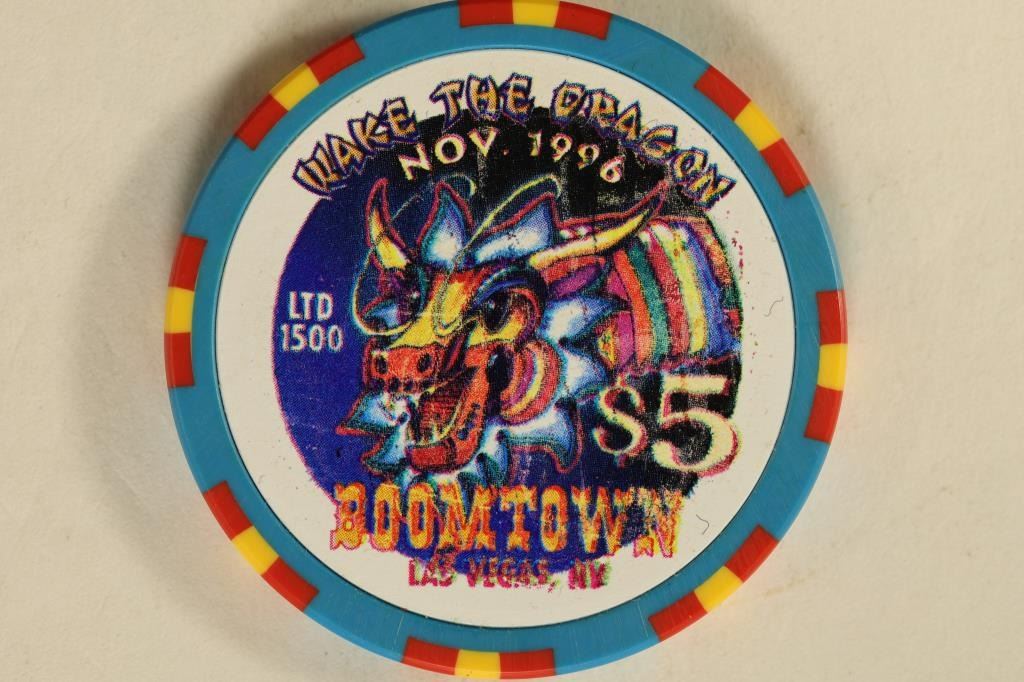 WAKE THE DRAGON
NOV. 1996
LTD
1500
$5
BOOMTOWN
LAS VEGAS, NV